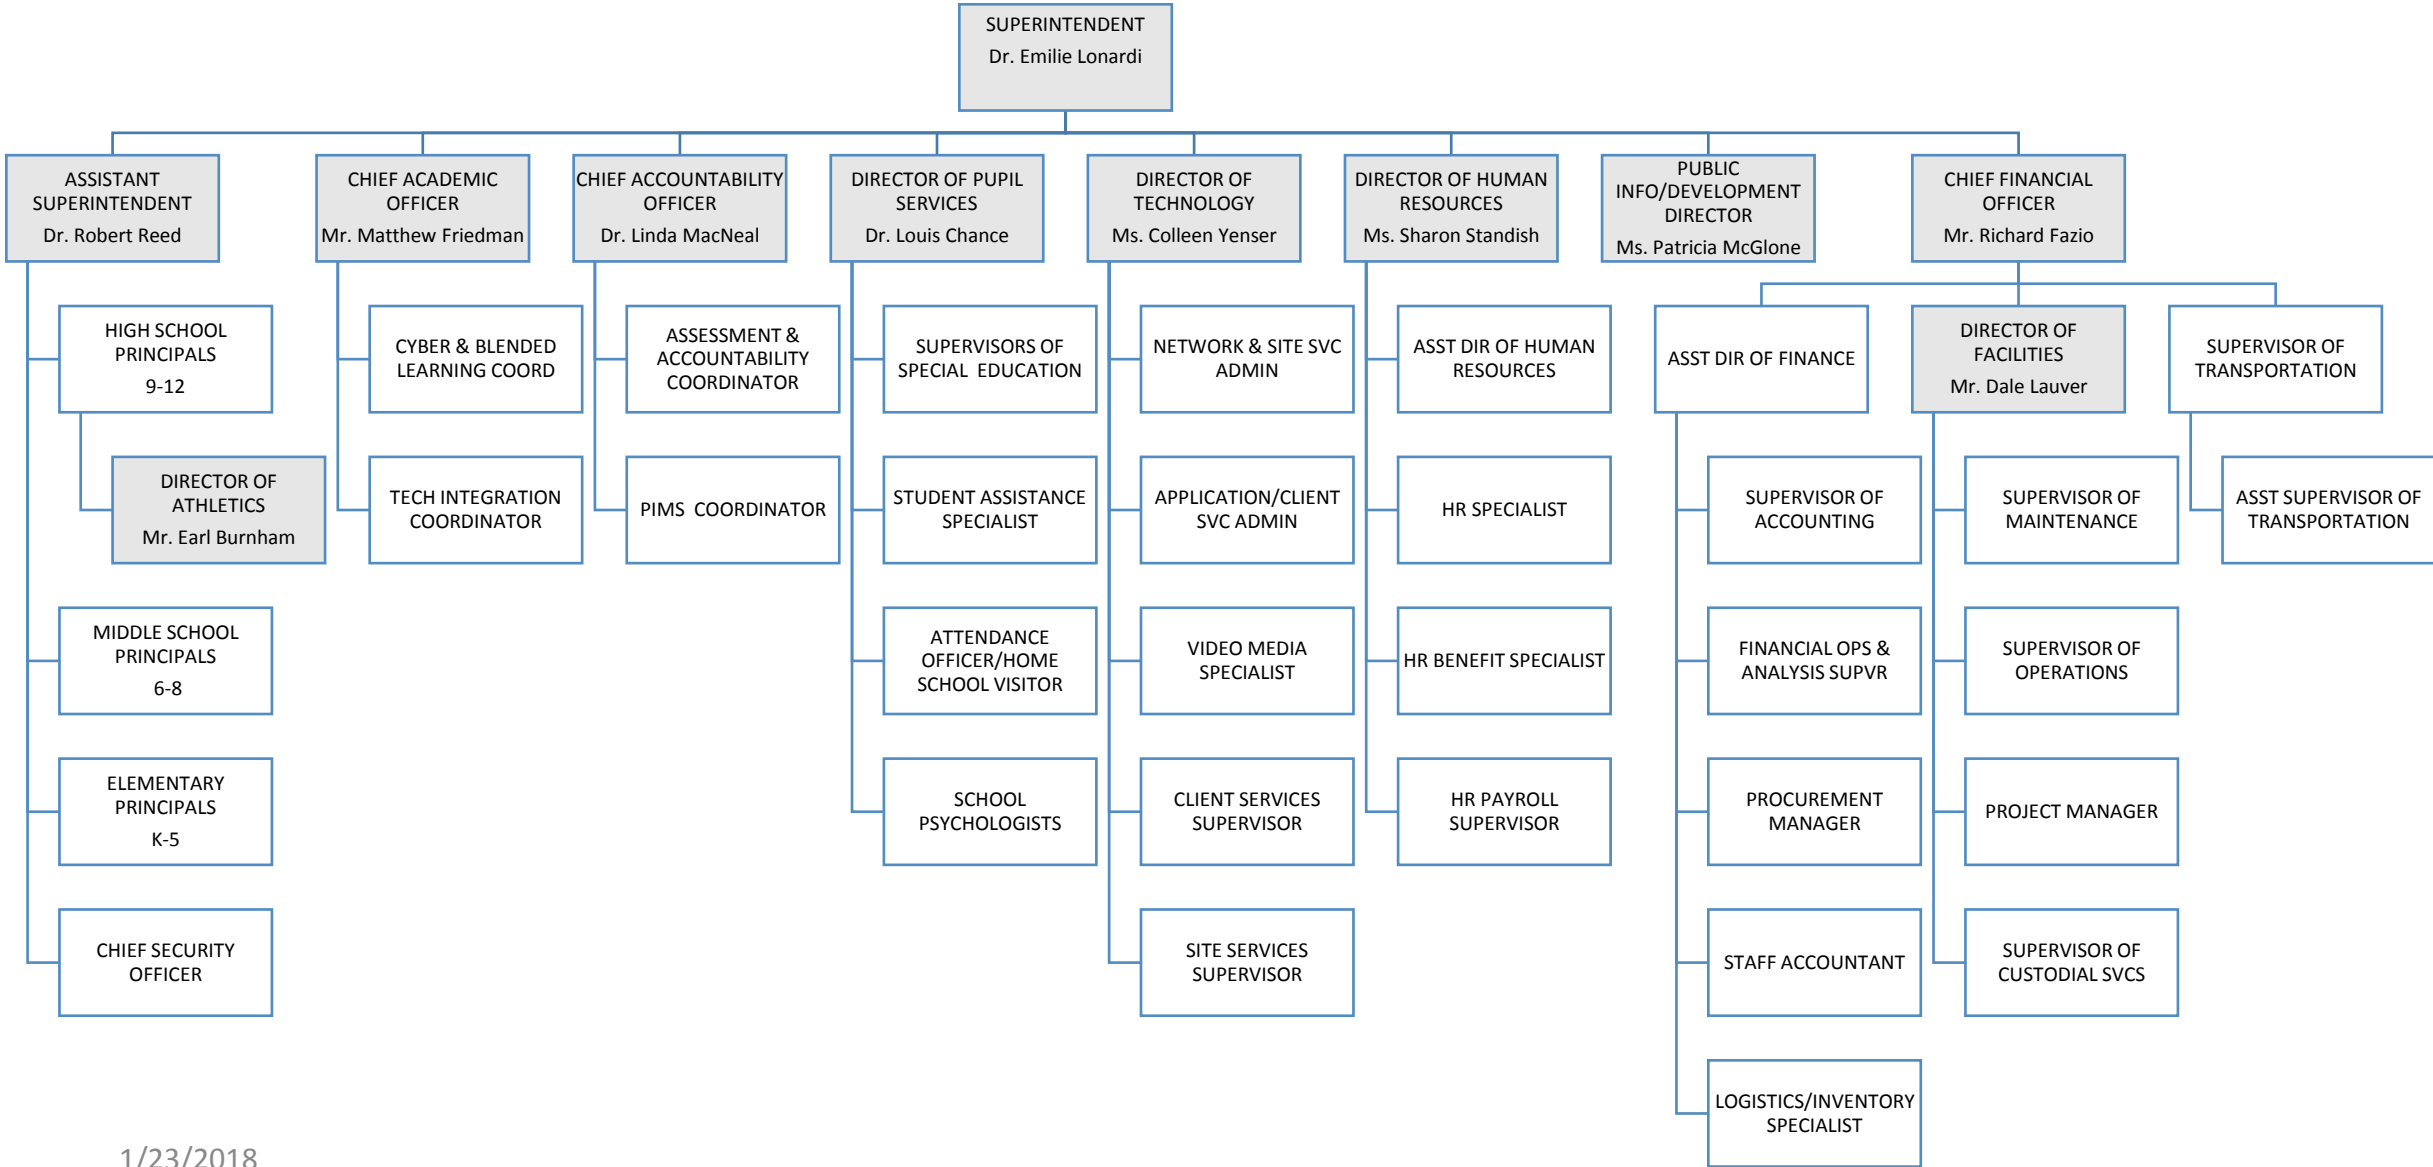 SUPERINTENDENT
Dr. Emilie Lonardi
ASSISTANT
SUPERINTENDENT
Dr. Robert Reed
CHIEF ACADEMIC
OFFICER
Mr. Matthew Friedman
CHIEF ACCOUNTABILITY
OFFICER
Dr. Linda MacNeal
DIRECTOR OF PUPIL
SERVICES
Dr. Louis Chance
DIRECTOR OF
TECHNOLOGY
Ms. Colleen Yenser
DIRECTOR OF HUMAN
RESOURCES
Ms. Sharon Standish
PUBLIC
INFO/DEVELOPMENT
DIRECTOR
Ms. Patricia McGlone
CHIEF FINANCIAL
OFFICER
Mr. Richard Fazio
HIGH SCHOOL
PRINCIPALS
9-12
CYBER & BLENDED
LEARNING COORD
ASSESSMENT &
ACCOUNTABILITY
COORDINATOR
SUPERVISORS OF
SPECIAL EDUCATION
NETWORK & SITE SVC
ADMIN
ASST DIR OF HUMAN
RESOURCES
ASST DIR OF FINANCE
DIRECTOR OF
FACILITIES
Mr. Dale Lauver
SUPERVISOR OF
TRANSPORTATION
DIRECTOR OF
ATHLETICS
Mr. Earl Burnham
TECH INTEGRATION
COORDINATOR
PIMS COORDINATOR
STUDENT ASSISTANCE
SPECIALIST
APPLICATION/CLIENT
SVC ADMIN
HR SPECIALIST
SUPERVISOR OF
ACCOUNTING
SUPERVISOR OF
MAINTENANCE
ASST SUPERVISOR OF
TRANSPORTATION
MIDDLE SCHOOL
PRINCIPALS
6-8
ATTENDANCE
OFFICER/HOME
SCHOOL VISITOR
VIDEO MEDIA
SPECIALIST
HR BENEFIT SPECIALIST
FINANCIAL OPS &
ANALYSIS SUPVR
SUPERVISOR OF
OPERATIONS
ELEMENTARY
PRINCIPALS
K-5
SCHOOL
PSYCHOLOGISTS
CLIENT SERVICES
SUPERVISOR
HR PAYROLL
SUPERVISOR
PROCUREMENT
MANAGER
PROJECT MANAGER
CHIEF SECURITY
OFFICER
SITE SERVICES
SUPERVISOR
STAFF ACCOUNTANT
SUPERVISOR OF
CUSTODIAL SVCS
LOGISTICS/INVENTORY
SPECIALIST
1/23/2018